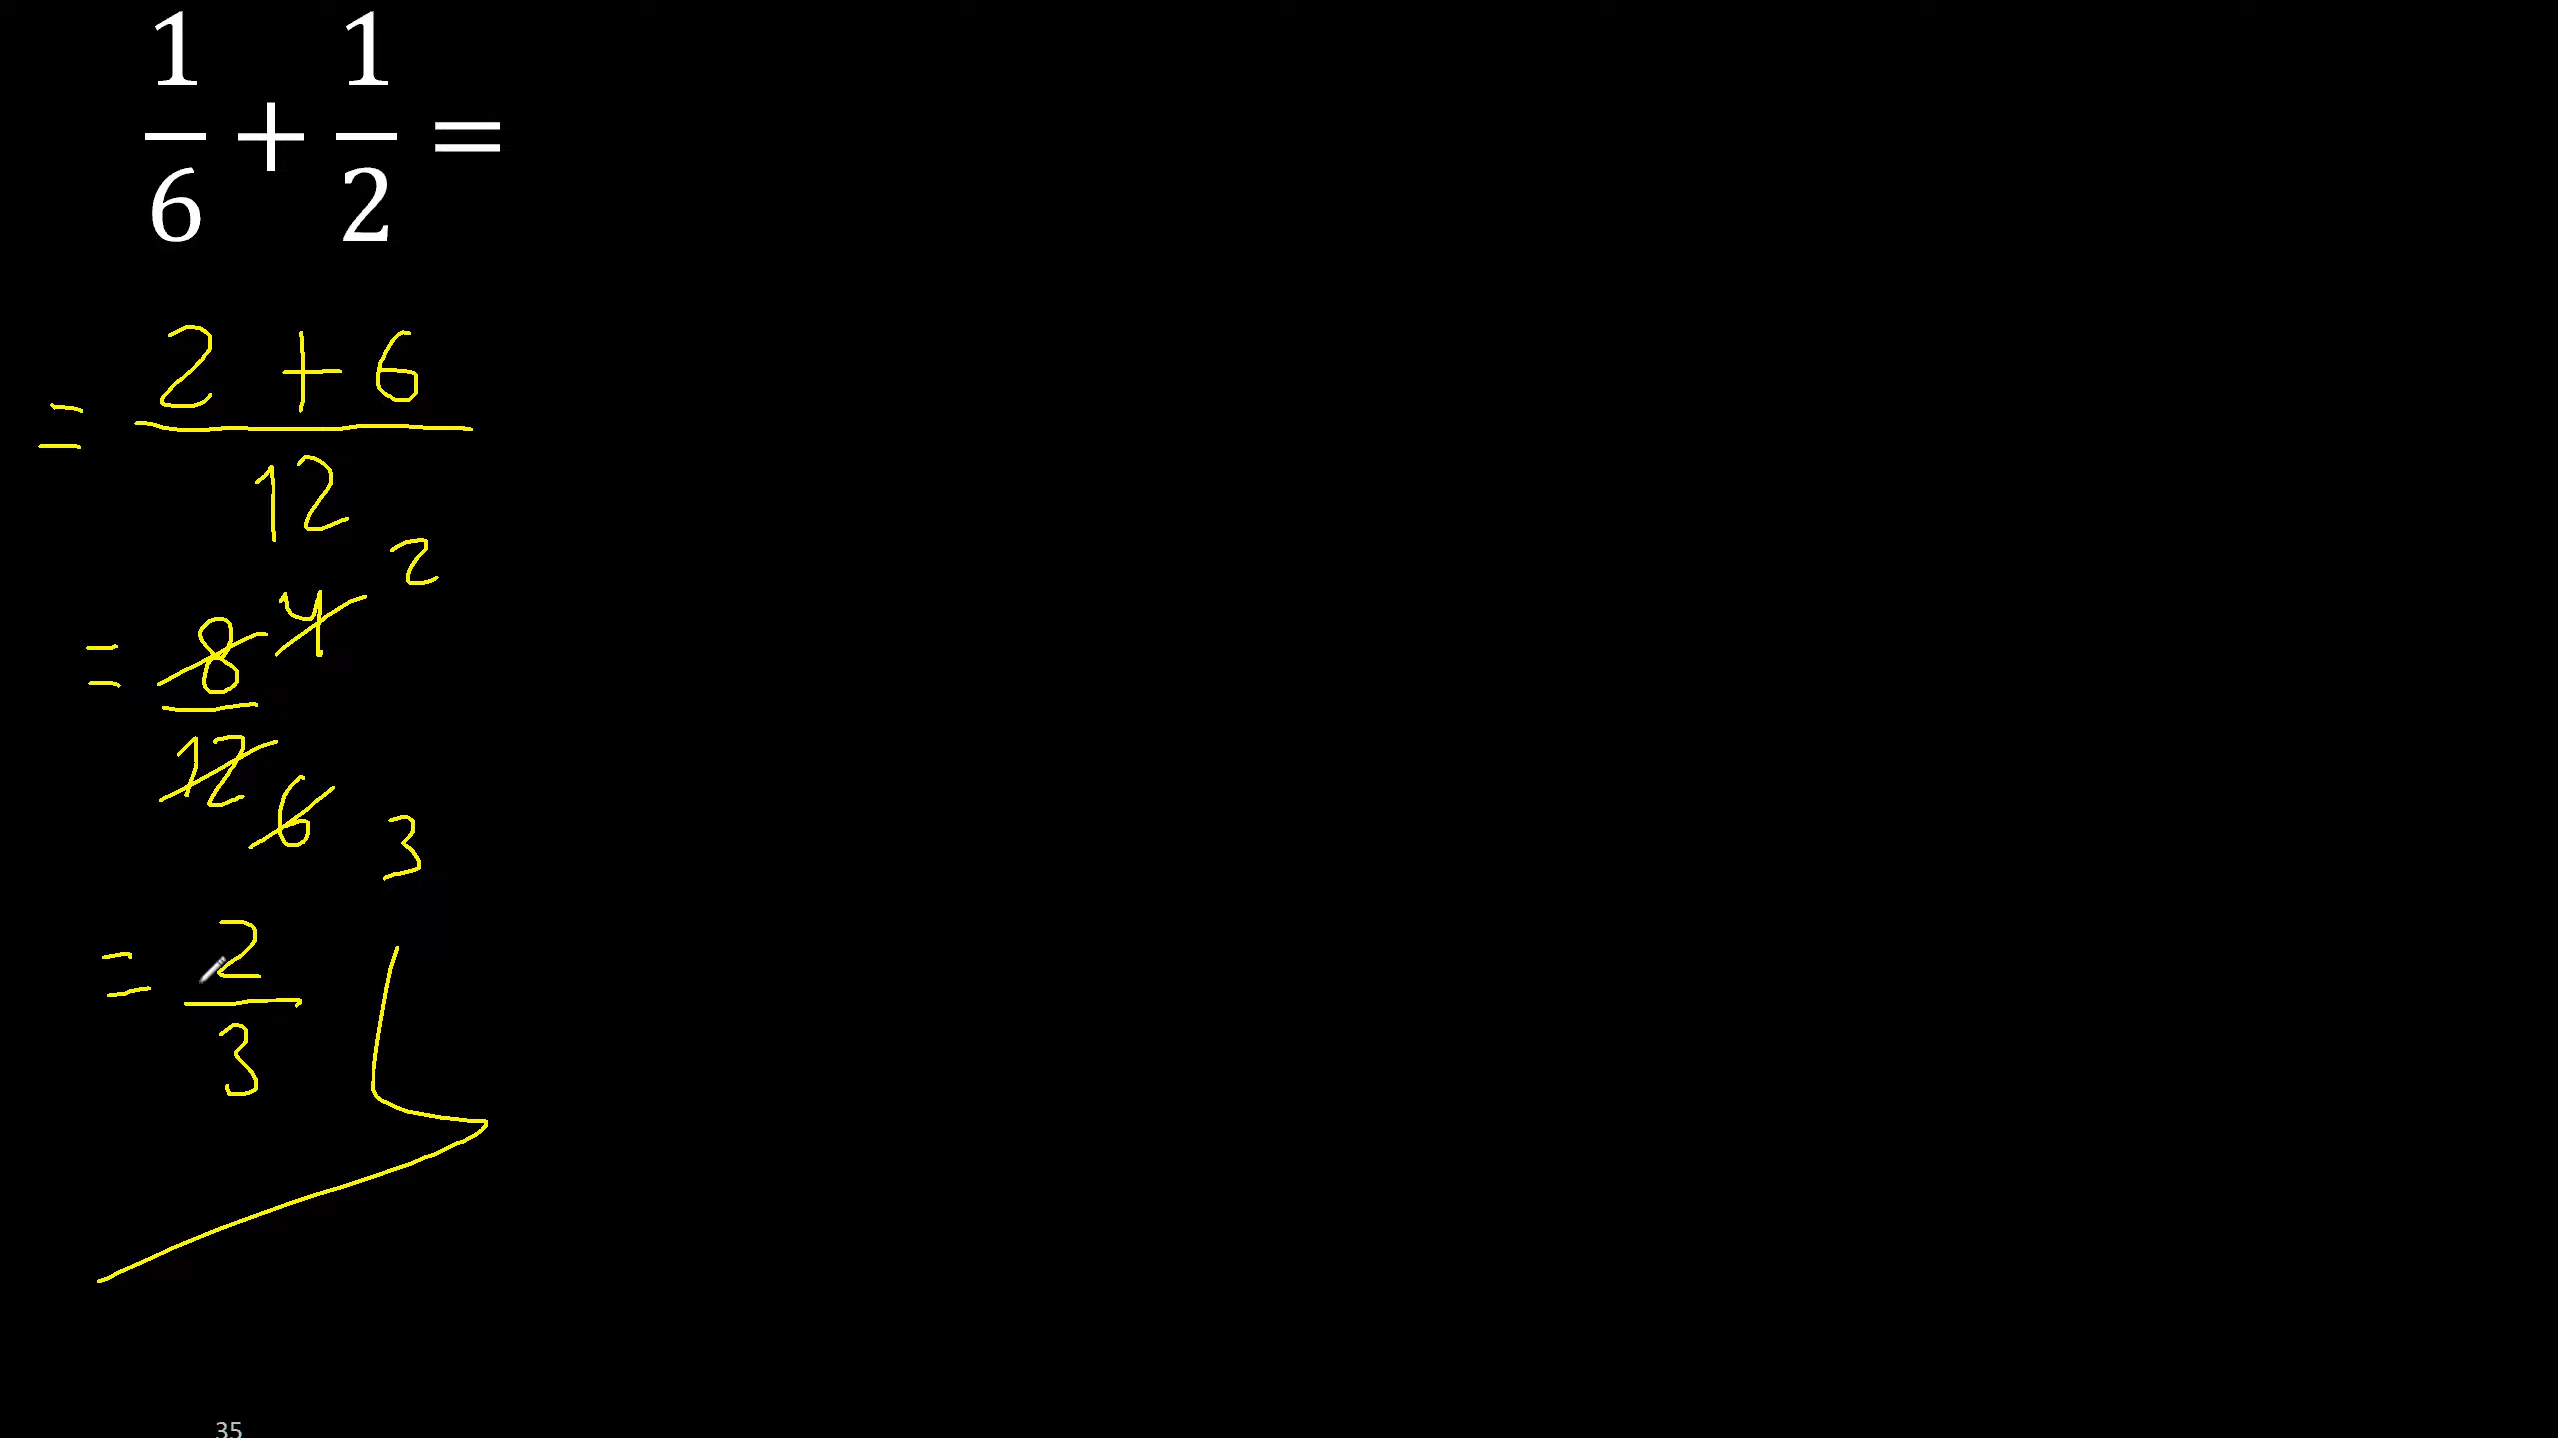 1/6 + 1/2 =
= (2 + 6)/12
= 8/12 4/6 2/3
= 2/3
35